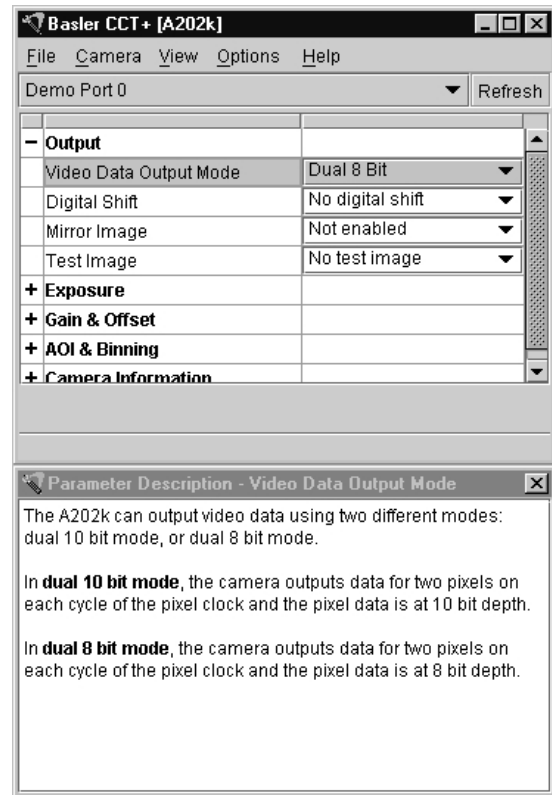 Basler CCT+ [A202k]
File Camera View Options Help
Demo Port 0 Refresh
− Output
Video Data Output Mode Dual 8 Bit
Digital Shift No digital shift
Mirror Image Not enabled
Test Image No test image
+ Exposure
+ Gain & Offset
+ AOI & Binning
+ Camera Information
Parameter Description - Video Data Output Mode
The A202k can output video data using two different modes:
dual 10 bit mode, or dual 8 bit mode.
In dual 10 bit mode, the camera outputs data for two pixels on
each cycle of the pixel clock and the pixel data is at 10 bit depth.
In dual 8 bit mode, the camera outputs data for two pixels on
each cycle of the pixel clock and the pixel data is at 8 bit depth.